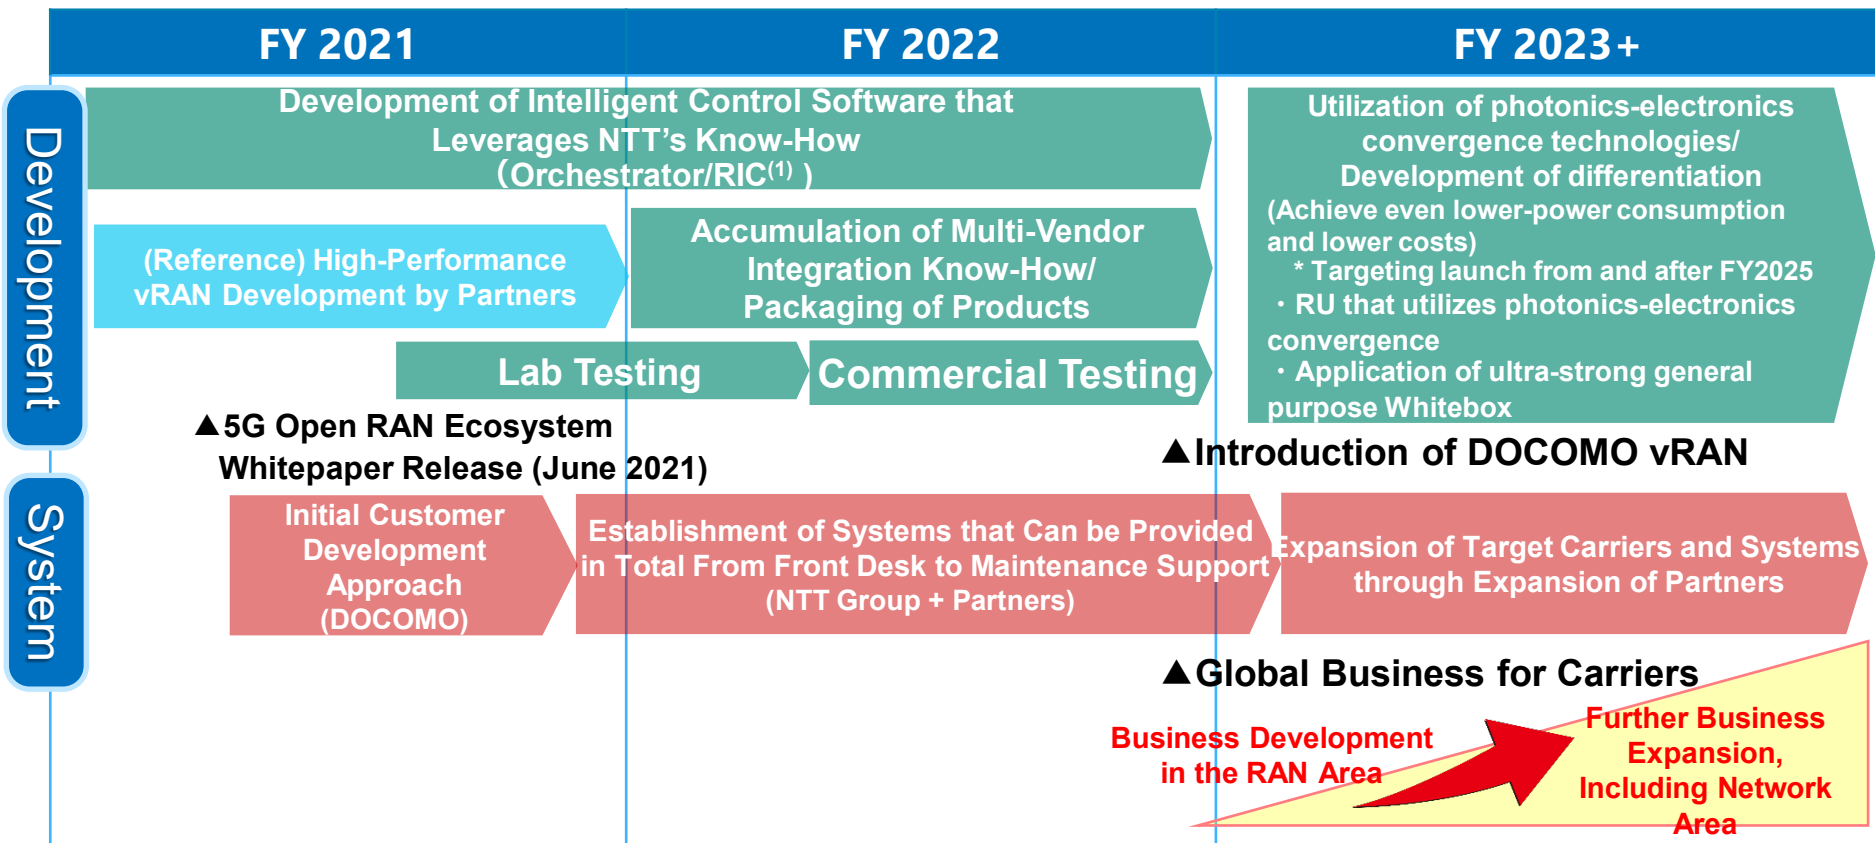 FY 2021
FY 2022
FY 2023+
Development
Development of Intelligent Control Software that
Leverages NTT’s Know-How
（Orchestrator/RIC(1) )
(Reference) High-Performance
vRAN Development by Partners
Accumulation of Multi-Vendor
Integration Know-How/
Packaging of Products
Lab Testing
Commercial Testing
Utilization of photonics-electronics
convergence technologies/
Development of differentiation
(Achieve even lower-power consumption
and lower costs)
* Targeting launch from and after FY2025
・RU that utilizes photonics-electronics
convergence
・Application of ultra-strong general
purpose Whitebox
▲5G Open RAN Ecosystem
Whitepaper Release (June 2021)
▲Introduction of DOCOMO vRAN
System
Initial Customer
Development
Approach
(DOCOMO)
Establishment of Systems that Can be Provided
in Total From Front Desk to Maintenance Support
(NTT Group + Partners)
Expansion of Target Carriers and Systems
through Expansion of Partners
▲Global Business for Carriers
Business Development
in the RAN Area
Further Business
Expansion,
Including Network
Area